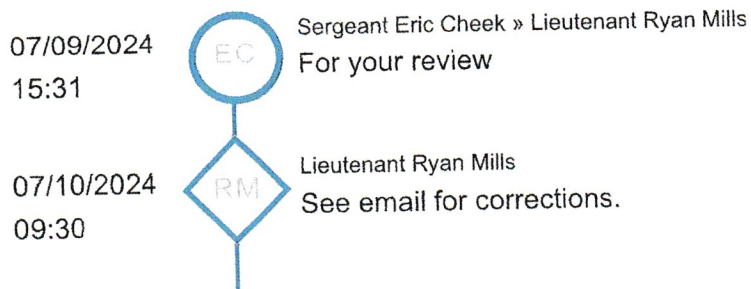 07/09/2024
15:31
EC
Sergeant Eric Cheek » Lieutenant Ryan Mills
For your review
07/10/2024
09:30
RM
Lieutenant Ryan Mills
See email for corrections.